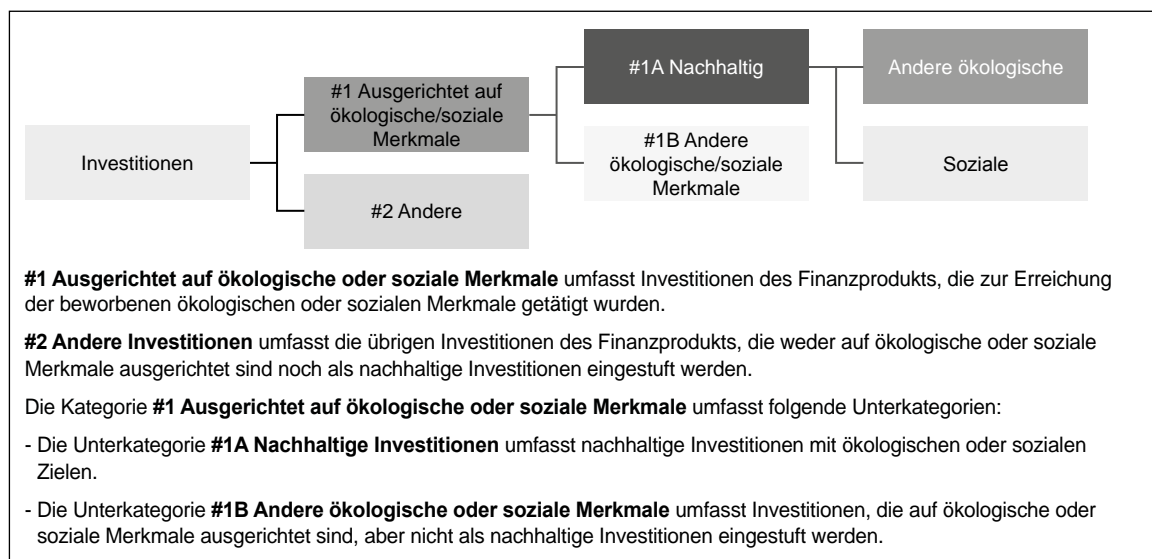 #1A Nachhaltig
Andere ökologische
#1 Ausgerichtet auf
ökologische/soziale
Merkmale
Investitionen
#1B Andere
ökologische/soziale
Merkmale
Soziale
#2 Andere
#1 Ausgerichtet auf ökologische oder soziale Merkmale umfasst Investitionen des Finanzprodukts, die zur Erreichung
der beworbenen ökologischen oder sozialen Merkmale getätigt wurden.
#2 Andere Investitionen umfasst die übrigen Investitionen des Finanzprodukts, die weder auf ökologische oder soziale
Merkmale ausgerichtet sind noch als nachhaltige Investitionen eingestuft werden.
Die Kategorie #1 Ausgerichtet auf ökologische oder soziale Merkmale umfasst folgende Unterkategorien:
- Die Unterkategorie #1A Nachhaltige Investitionen umfasst nachhaltige Investitionen mit ökologischen oder sozialen
Zielen.
- Die Unterkategorie #1B Andere ökologische oder soziale Merkmale umfasst Investitionen, die auf ökologische oder
soziale Merkmale ausgerichtet sind, aber nicht als nachhaltige Investitionen eingestuft werden.